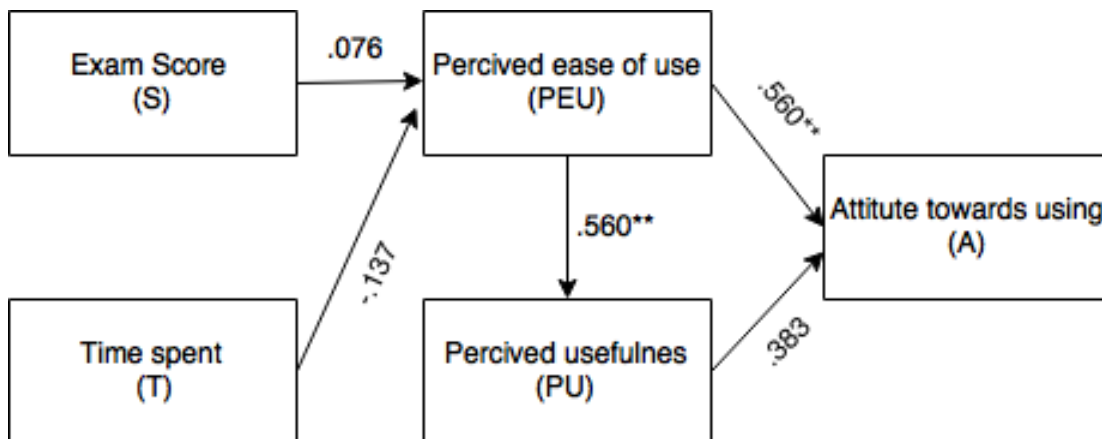 Exam Score
(S)
.076
Percived ease of use
(PEU)
.560**
Attitute towards using
(A)
.560**
-.137
Time spent
(T)
Percived usefulnes
(PU)
.383